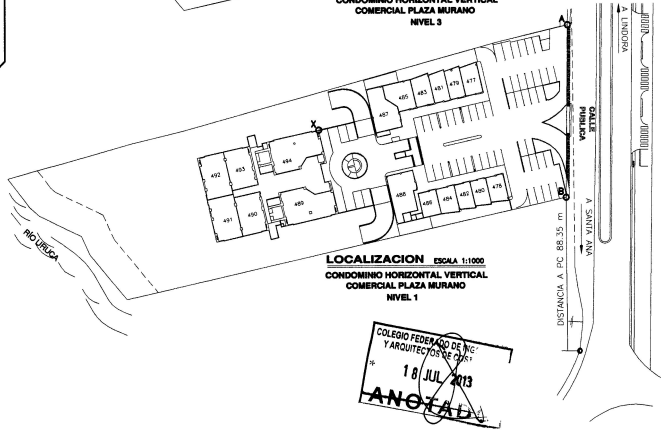 CONDOMINIO HORIZONTAL VERTICAL
COMERCIAL PLAZA MURANO
NIVEL 3
A
A LINDORA
CALLE
PUBLICA
477
479
481
483
485
487
X
494
493
492
491
490
489
488
486
484
482
480
478
B
A SANTA ANA
DISTANCIA A PC 88.35 m
RIO URUCA
LOCALIZACION ESCALA 1:1000
CONDOMINIO HORIZONTAL VERTICAL
COMERCIAL PLAZA MURANO
NIVEL 1
COLEGIO FEDERADO DE
Y ARQUITECTOS DE
18 JUL 2013